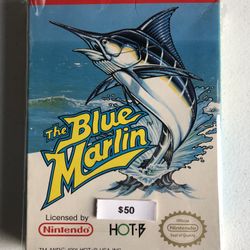 The
Blue
Marlin
$50
Licensed by
Nintendo
HOT·B
Official
Nintendo
Seal of Quality